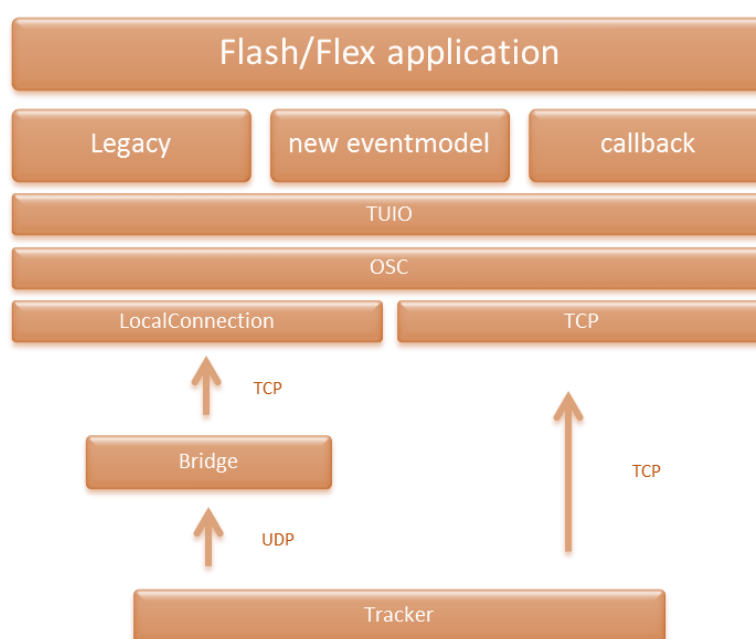 Flash/Flex application
Legacy
new eventmodel
callback
TUIO
OSC
LocalConnection
TCP
TCP
Bridge
TCP
UDP
Tracker